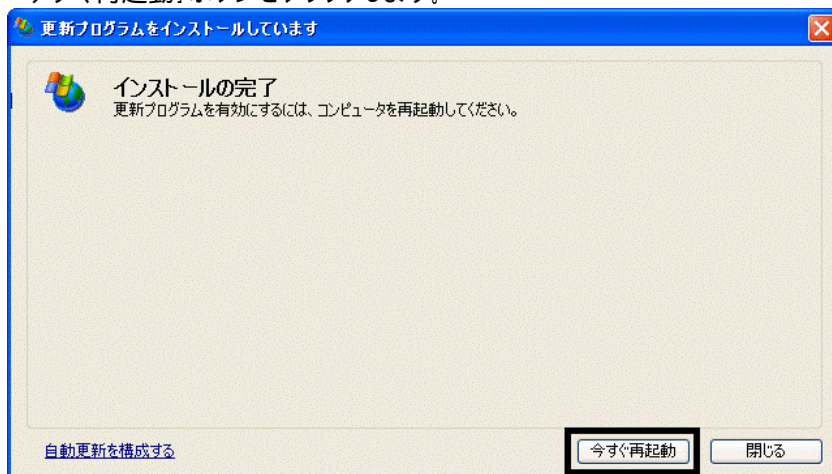 更新プログラムをインストールしています
インストールの完了
更新プログラムを有効にするには、コンピュータを再起動してください。
自動更新を構成する
今すぐ再起動
閉じる